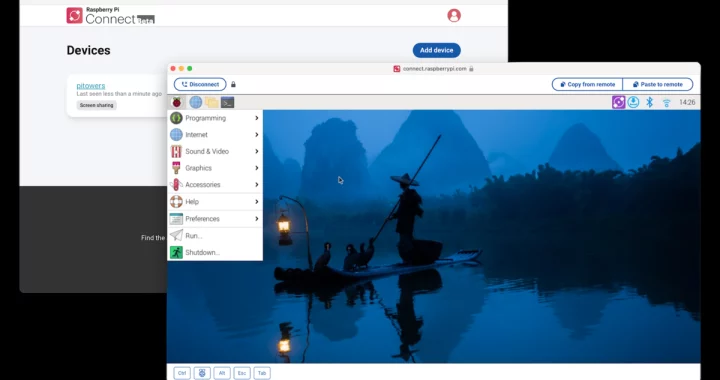 Raspberry Pi
Connect Beta
Devices
Add device
pitowers
Last seen less than a minute ago
Screen sharing
Find the
connect.raspberrypi.com
Disconnect
Copy from remote
Paste to remote
14:26
Programming
Internet
Sound & Video
Graphics
Accessories
Help
Preferences
Run...
Shutdown...
Ctrl
Alt
Esc
Tab